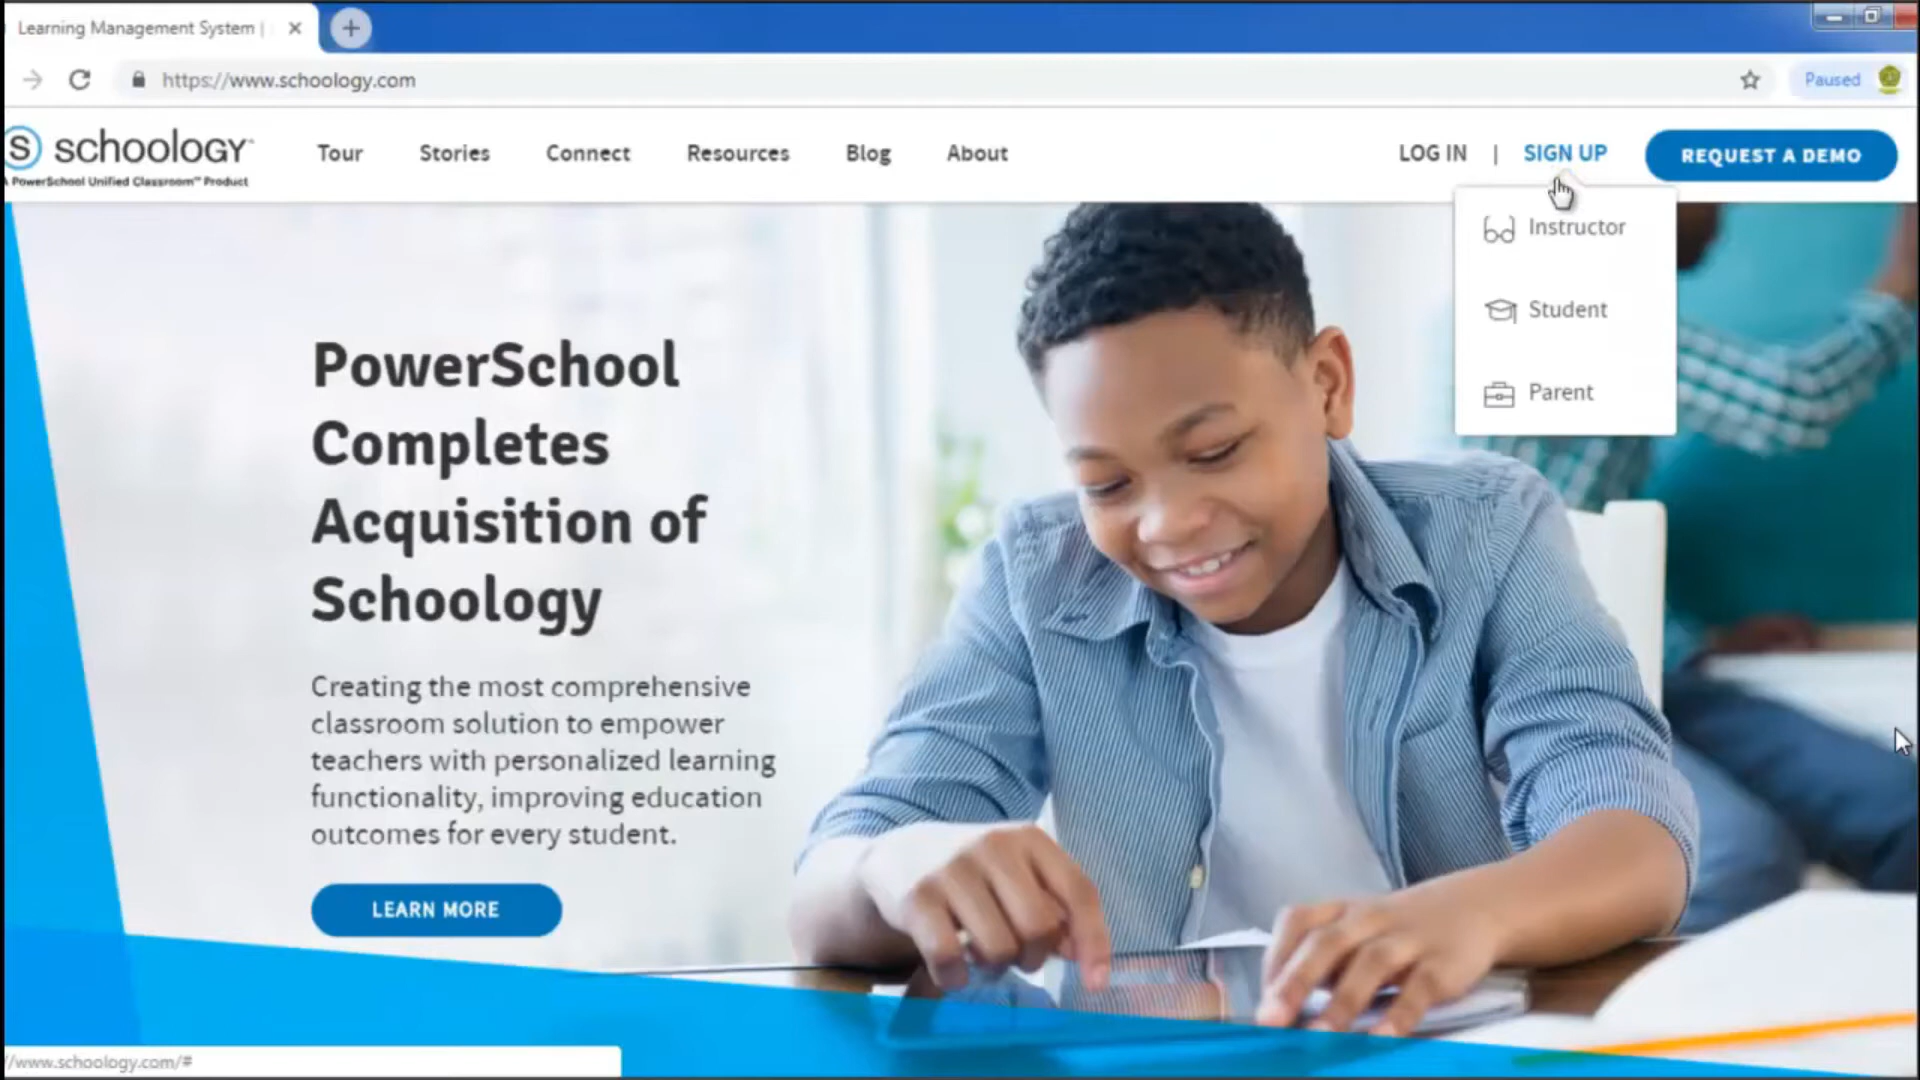 Learning Management System |
https://www.schoology.com
Paused
S schoology
A PowerSchool Unified Classroom™ Product
Tour
Stories
Connect
Resources
Blog
About
LOG IN | SIGN UP
REQUEST A DEMO
Instructor
Student
Parent
PowerSchool
Completes
Acquisition of
Schoology
Creating the most comprehensive
classroom solution to empower
teachers with personalized learning
functionality, improving education
outcomes for every student.
LEARN MORE
//www.schoology.com/#